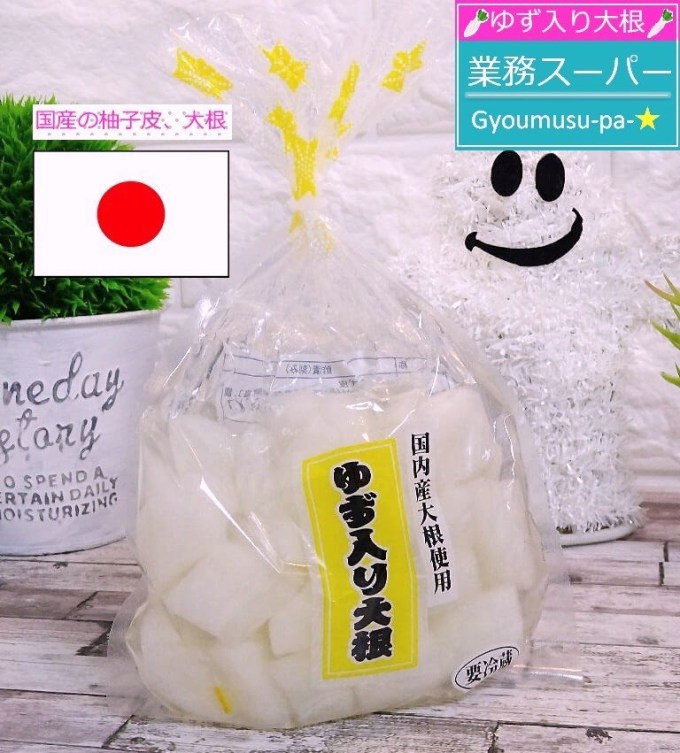 ゆず入り大根
業務スーパー
Gyoumusu-pa-
国産の柚子皮、大根
国内産大根使用
ゆず入り大根
要冷蔵
neday
story
O SPEND A
ERTAIN DAILY
MOISTURIZING